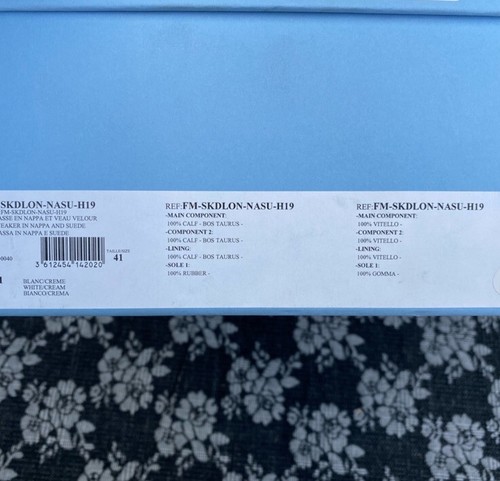 -SKDLON-NASU-H19
FM-SKDLON-NASU-H19
ASSE EN NAPPA ET VEAU VELOUR
EAKER IN NAPPA AND SUEDE
ASSA IN NAPPA E SUEDE
0040
3 612454 142020
TAILLE/SIZE
41
BLANC/CREME
WHITE/CREAM
BIANCO/CREMA
REF:FM-SKDLON-NASU-H19
-MAIN COMPONENT:
100% CALF - BOS TAURUS -
-COMPONENT 2:
100% CALF - BOS TAURUS -
-LINING:
100% CALF - BOS TAURUS -
-SOLE 1:
100% RUBBER -
REF:FM-SKDLON-NASU-H19
-MAIN COMPONENT:
100% VITELLO -
-COMPONENT 2:
100% VITELLO -
-LINING:
100% VITELLO -
-SOLE 1:
100% GOMMA -